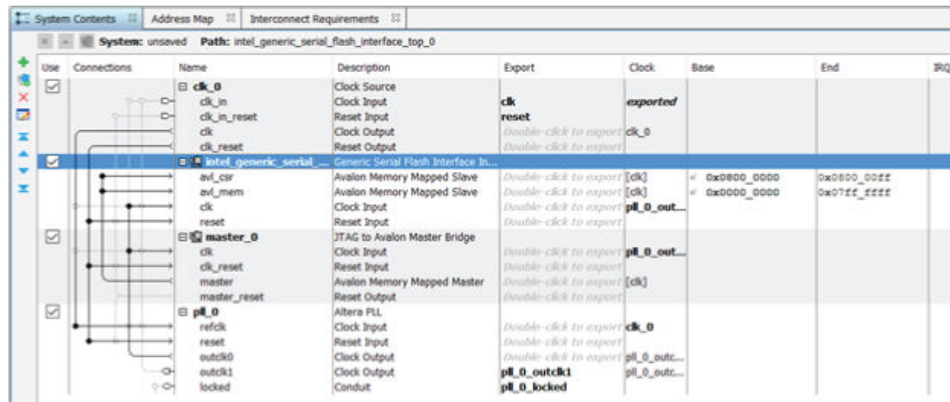 System Contents Address Map Interconnect Requirements
System: unsaved Path: intel_generic_serial_flash_interface_top_0
Use Connections Name Description Export Clock Base End IRQ
clk_0 Clock Source
clk_in Clock Input clk exported
clk_in_reset Reset Input reset
clk Clock Output Double-click to export clk_0
clk_reset Reset Output Double-click to export
intel_generic_serial_... Generic Serial Flash Interface In...
avl_csr Avalon Memory Mapped Slave Double-click to export [clk] 0x0800_0000 0x0800_00ff
avl_mem Avalon Memory Mapped Slave Double-click to export [clk] 0x0000_0000 0x07ff_ffff
clk Clock Input Double-click to export pll_0_out...
reset Reset Input Double-click to export
master_0 JTAG to Avalon Master Bridge
clk Clock Input Double-click to export pll_0_out...
clk_reset Reset Input Double-click to export
master Avalon Memory Mapped Master Double-click to export [clk]
master_reset Reset Output Double-click to export
pll_0 Altera PLL
refclk Clock Input Double-click to export clk_0
reset Reset Input Double-click to export
outclk0 Clock Output Double-click to export pll_0_outc...
outclk1 Clock Output pll_0_outclk1 pll_0_outc...
locked Conduit pll_0_locked